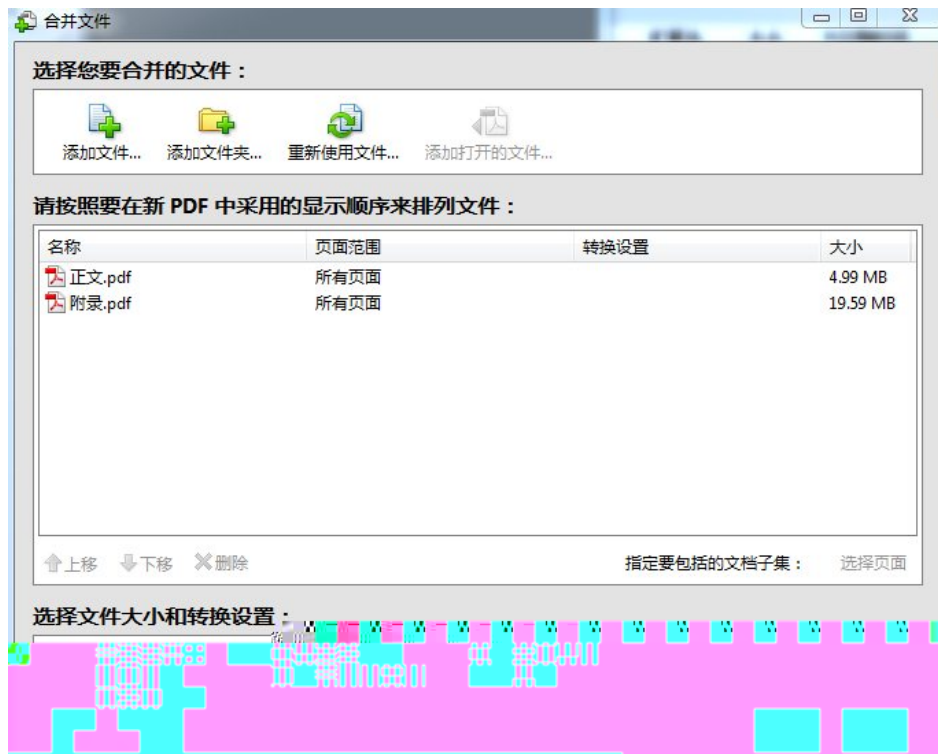 合并文件
选择您要合并的文件：
添加文件... 添加文件夹... 重新使用文件... 添加打开的文件...
请按照要在新 PDF 中采用的显示顺序来排列文件：
名称 页面范围 转换设置 大小
正文.pdf 所有页面 4.99 MB
附录.pdf 所有页面 19.59 MB
上移 下移 删除 指定要包括的文档子集： 选择页面
选择文件大小和转换设置：